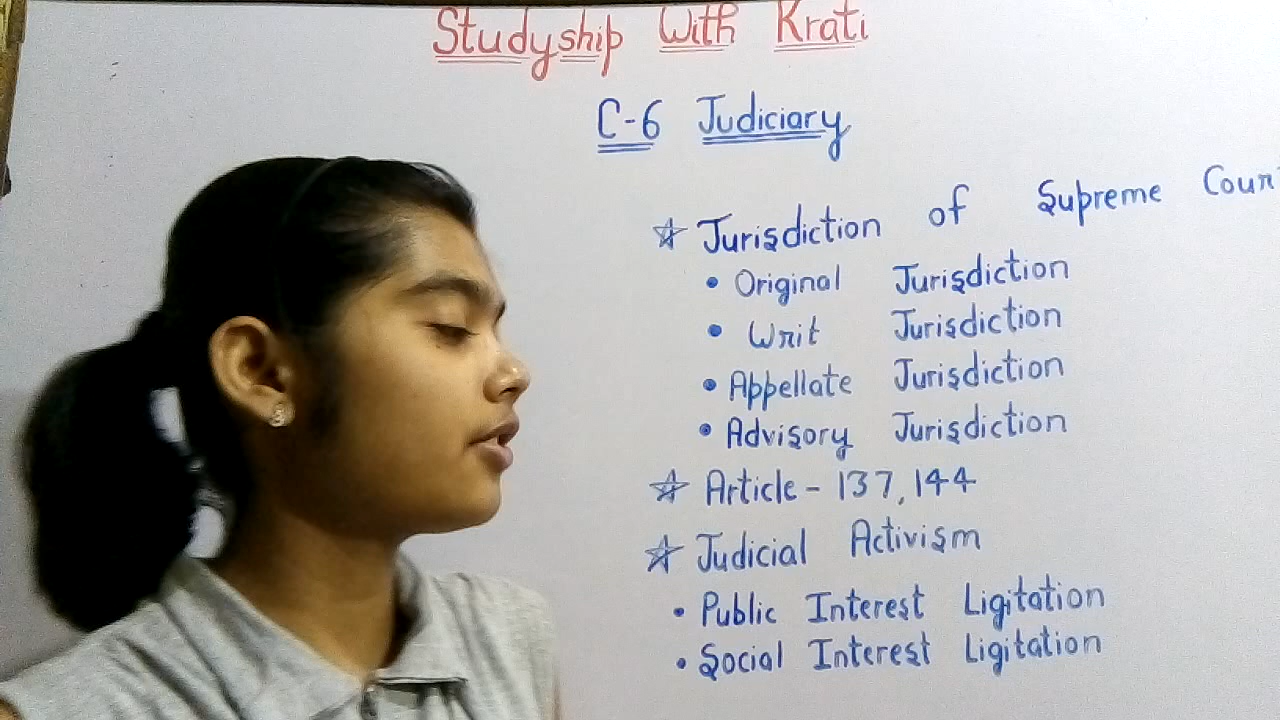 Studyship With Krati
C-6 Judiciary
☆ Jurisdiction of Supreme Cour
• Original Jurisdiction
• Writ Jurisdiction
• Appellate Jurisdiction
• Advisory Jurisdiction
☆ Article - 137, 144
☆ Judicial Activism
• Public Interest Ligitation
• Social Interest Ligitation